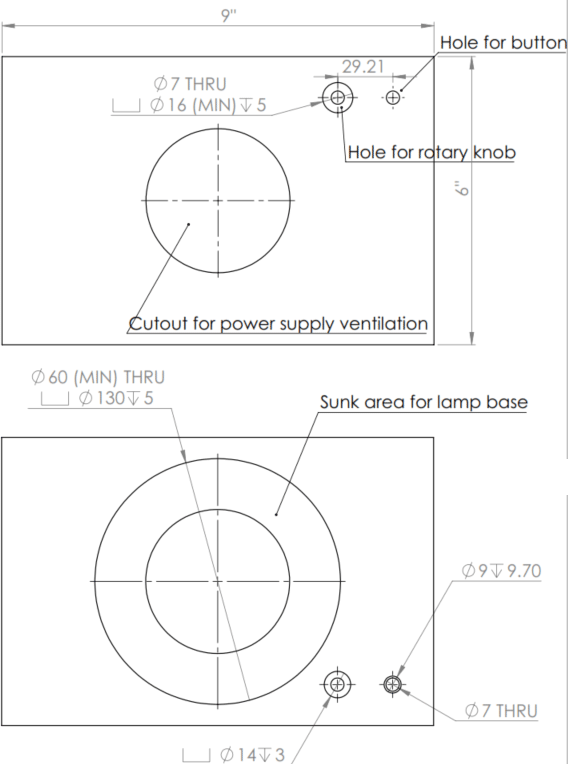 9"
Hole for button
29.21
⌀7 THRU
⌴ ⌀16 (MIN)↧5
Hole for rotary knob
6"
Cutout for power supply ventilation
⌀60 (MIN) THRU
⌴ ⌀130↧5
Sunk area for lamp base
⌀9↧9.70
⌀7 THRU
⌴ ⌀14↧3